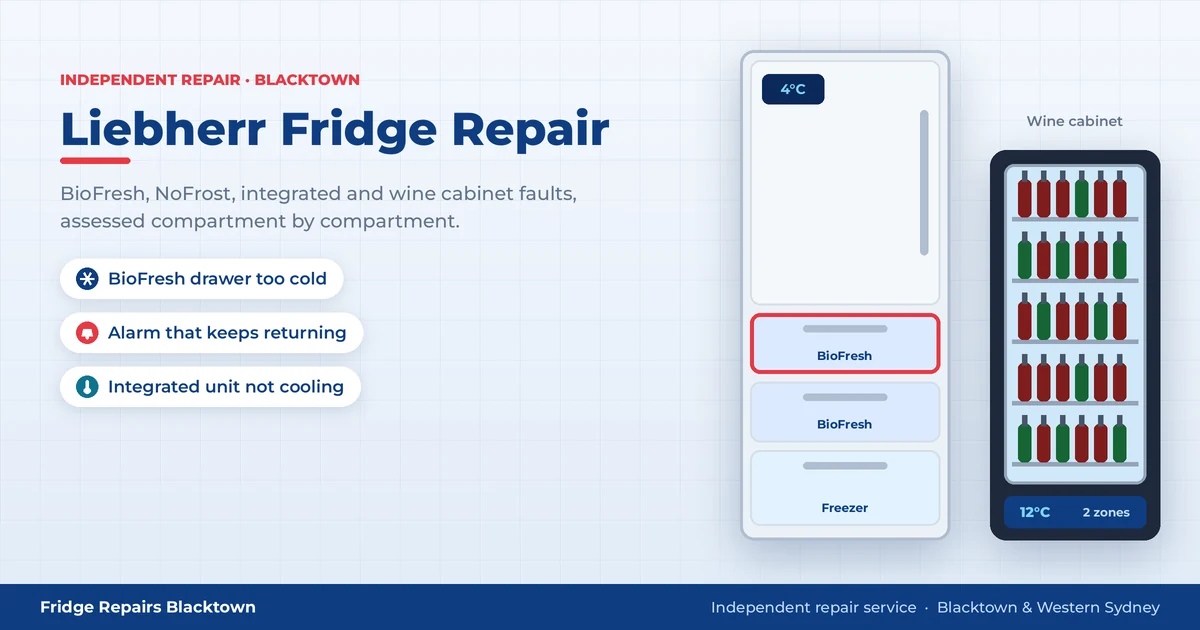 INDEPENDENT REPAIR · BLACKTOWN
Liebherr Fridge Repair
BioFresh, NoFrost, integrated and wine cabinet faults,
assessed compartment by compartment.
BioFresh drawer too cold
Alarm that keeps returning
Integrated unit not cooling
4°C
BioFresh
BioFresh
Freezer
Wine cabinet
12°C 2 zones
Fridge Repairs Blacktown
Independent repair service · Blacktown & Western Sydney